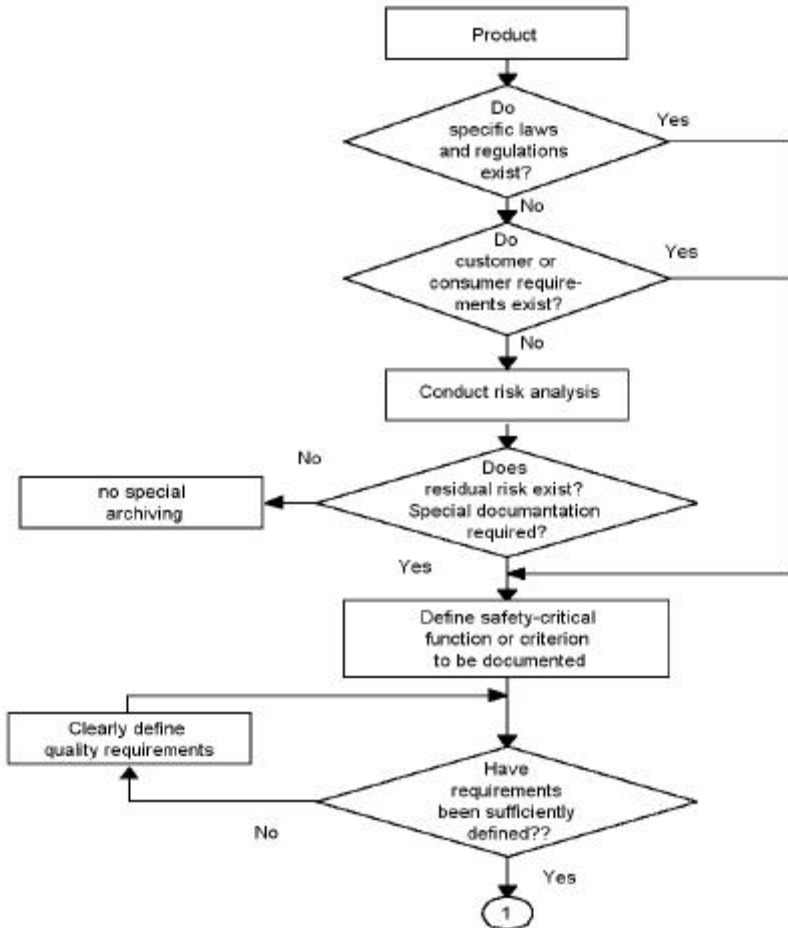 Product
Do
specific laws
and regulations
exist?
Yes
No
Do
customer or
consumer require-
ments exist?
Yes
No
Conduct risk analysis
Does
residual risk exist?
Special documantation
required?
No
no special
archiving
Yes
Define safety-critical
function or criterion
to be documented
Clearly define
quality requirements
Have
requirements
been sufficiently
defined??
No
Yes
1